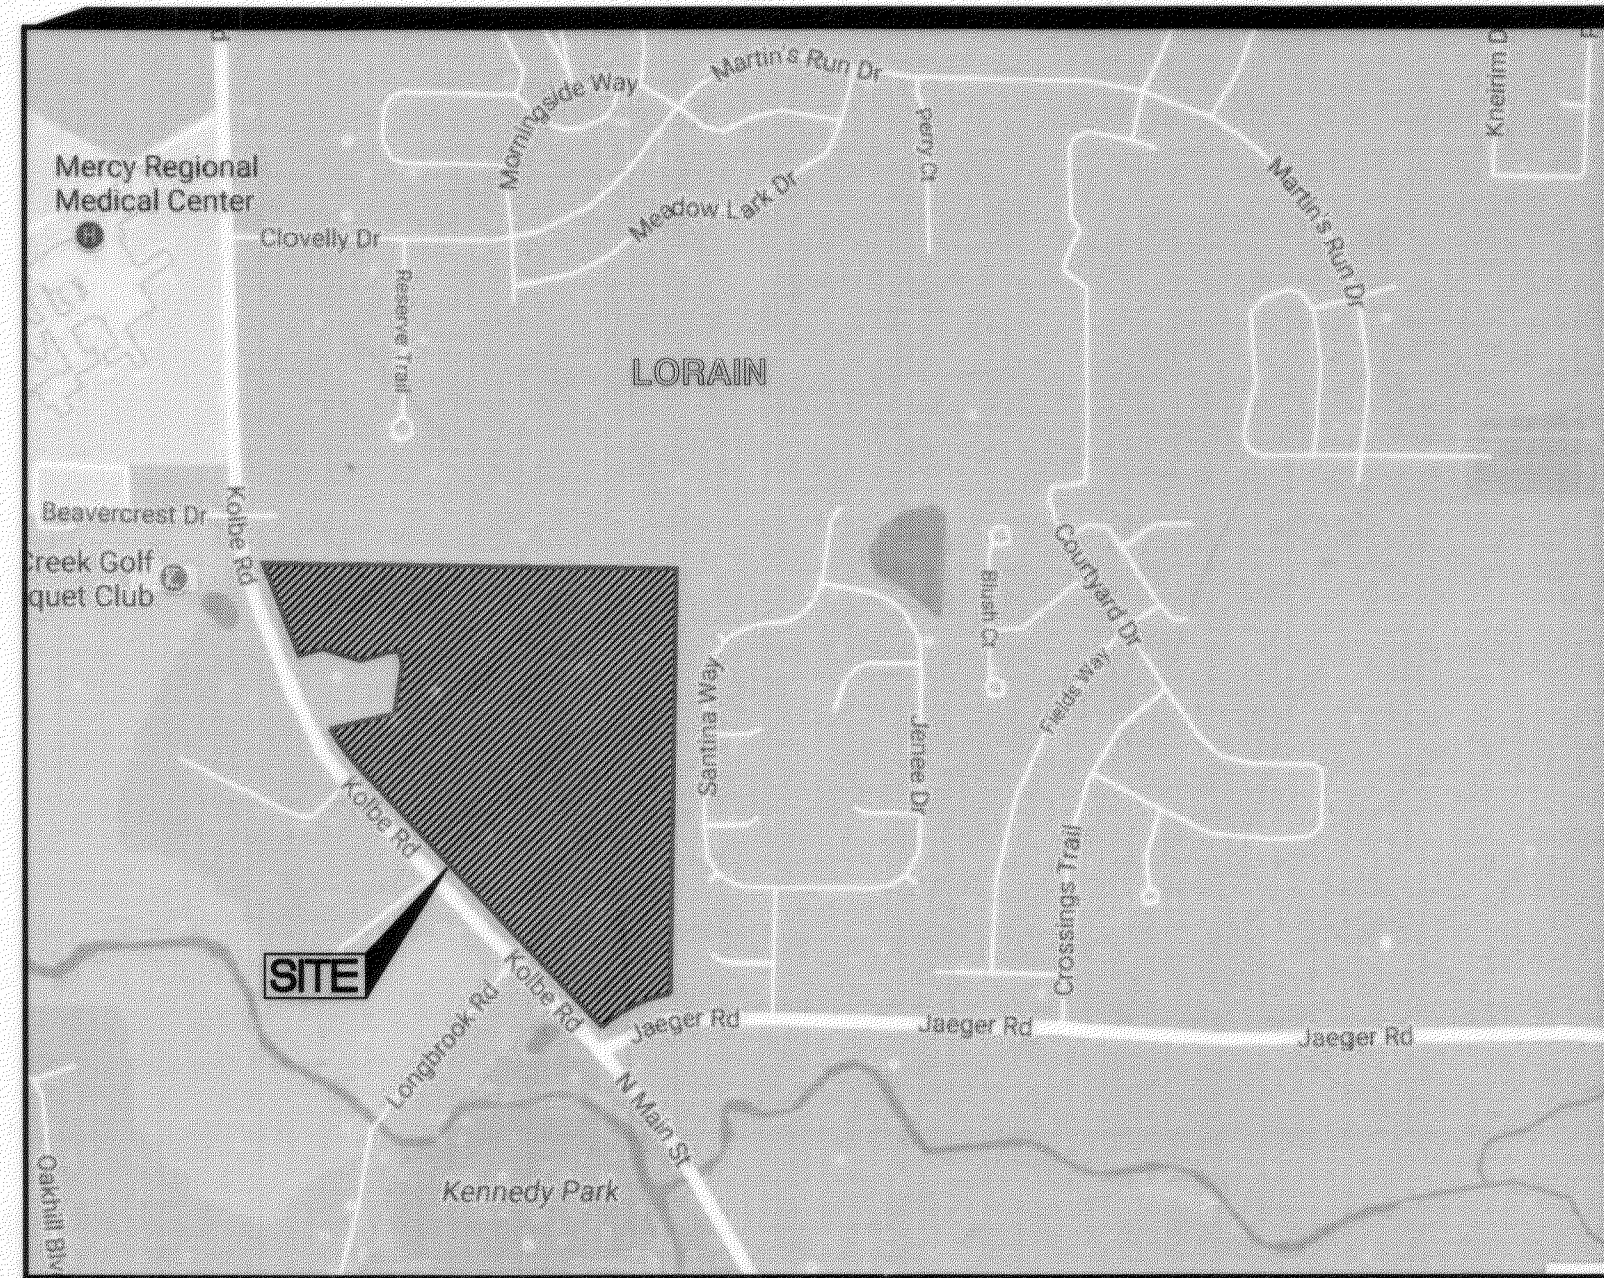 Martin's Run Dr
Morningside Way
Kneirim D
Perry Ct
Mercy Regional
Medical Center
H
Martin's Run Dr
Meadow Lark Dr
Clovelly Dr
Reserve Trail
LORAIN
Kolbe Rd
Beavercrest Dr
Creek Golf
quet Club
Courtyard Dr
Blush Ct
Fields Way
Santina Way
Jenee Dr
Kolbe Rd
Crossings Trail
SITE
Kolbe Rd
Longbrook Rd
Jaeger Rd
Jaeger Rd
Jaeger Rd
N Main St
Oakhill Blv
Kennedy Park